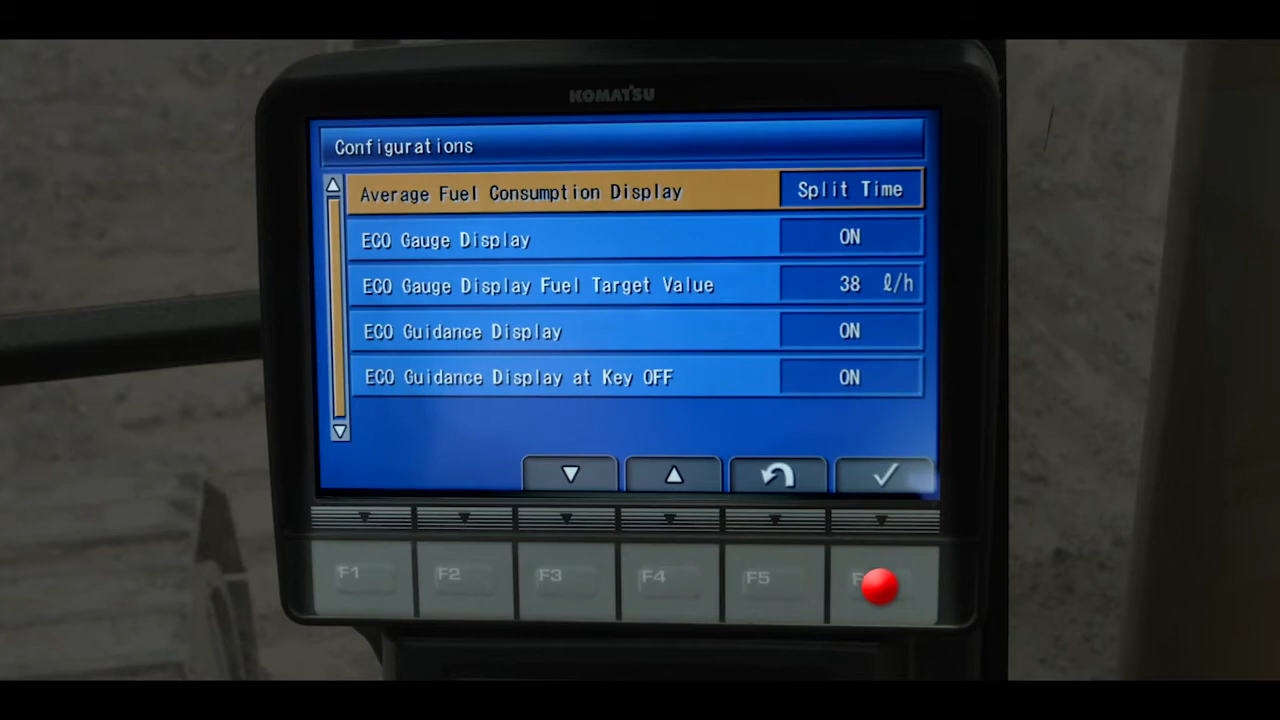 KOMATSU
Configurations
Average Fuel Consumption Display Split Time
ECO Gauge Display ON
ECO Gauge Display Fuel Target Value 38 ℓ/h
ECO Guidance Display ON
ECO Guidance Display at Key OFF ON
F1 F2 F3 F4 F5